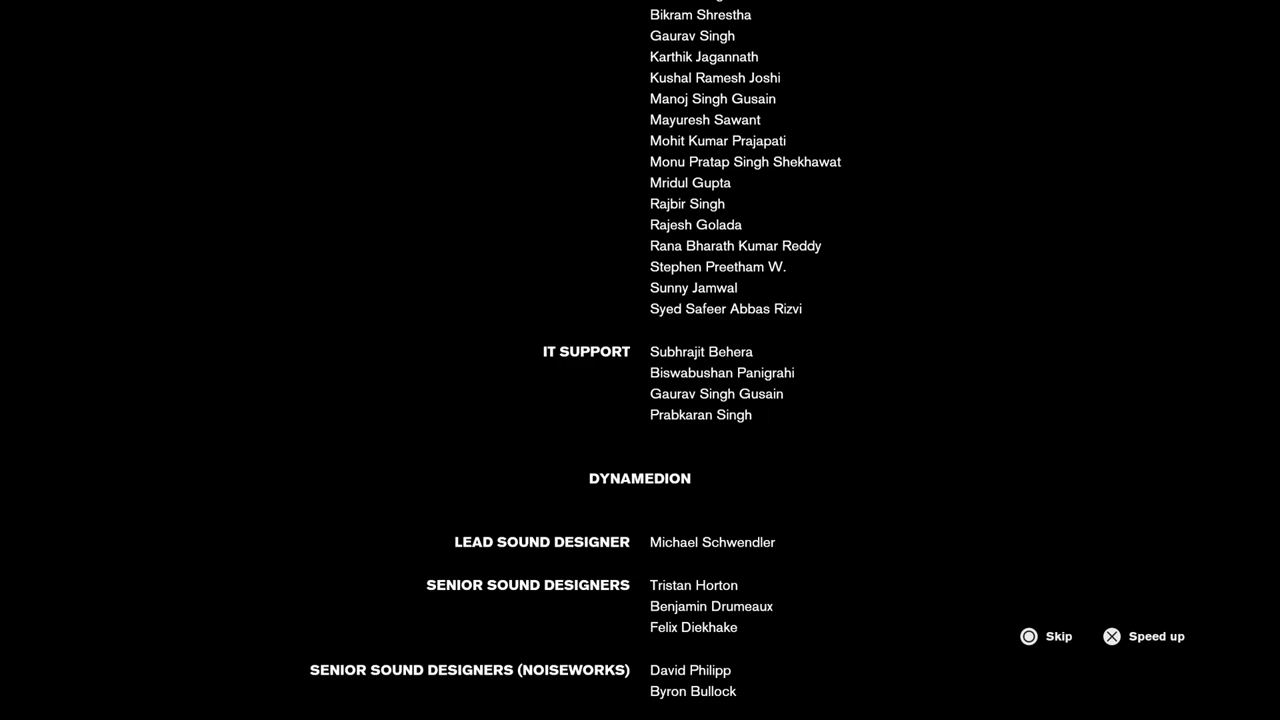 Bikram Shrestha
Gaurav Singh
Karthik Jagannath
Kushal Ramesh Joshi
Manoj Singh Gusain
Mayuresh Sawant
Mohit Kumar Prajapati
Monu Pratap Singh Shekhawat
Mridul Gupta
Rajbir Singh
Rajesh Golada
Rana Bharath Kumar Reddy
Stephen Preetham W.
Sunny Jamwal
Syed Safeer Abbas Rizvi
IT SUPPORT Subhrajit Behera
Biswabushan Panigrahi
Gaurav Singh Gusain
Prabkaran Singh
DYNAMEDION
LEAD SOUND DESIGNER Michael Schwendler
SENIOR SOUND DESIGNERS Tristan Horton
Benjamin Drumeaux
Felix Diekhake
Skip Speed up
SENIOR SOUND DESIGNERS (NOISEWORKS) David Philipp
Byron Bullock